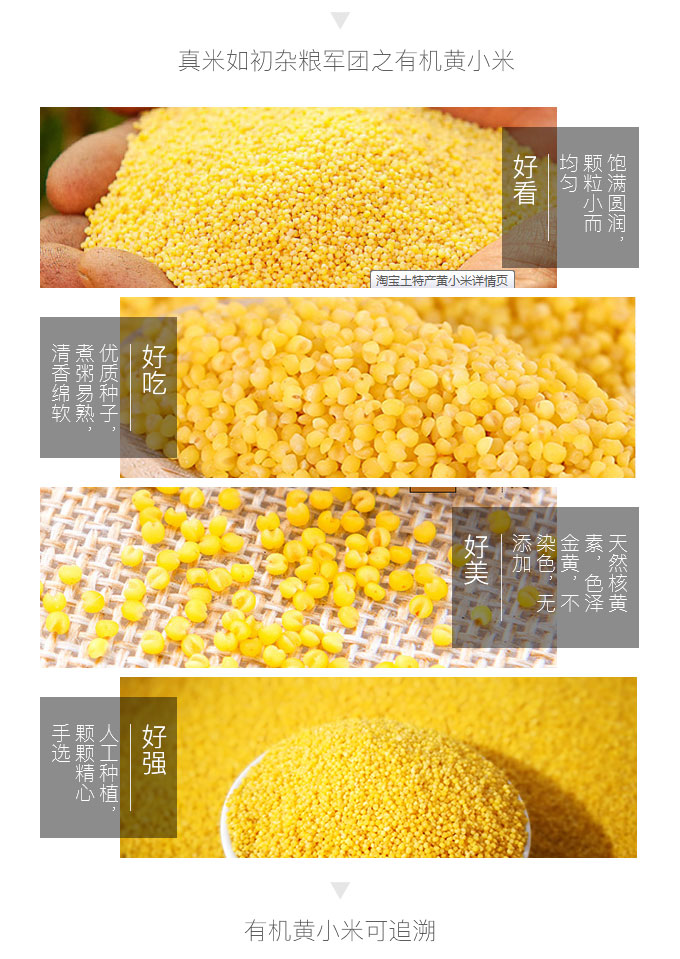 真米如初杂粮军团之有机黄小米
好看
饱满圆润，
颗粒小而
均匀
淘宝土特产黄小米详情页
好吃
优质种子，
煮粥易熟，
清香绵软
好美
天然核黄
素，色泽
金黄，不
染色，无
添加
好强
人工种植，
颗颗精心
手选
有机黄小米可追溯